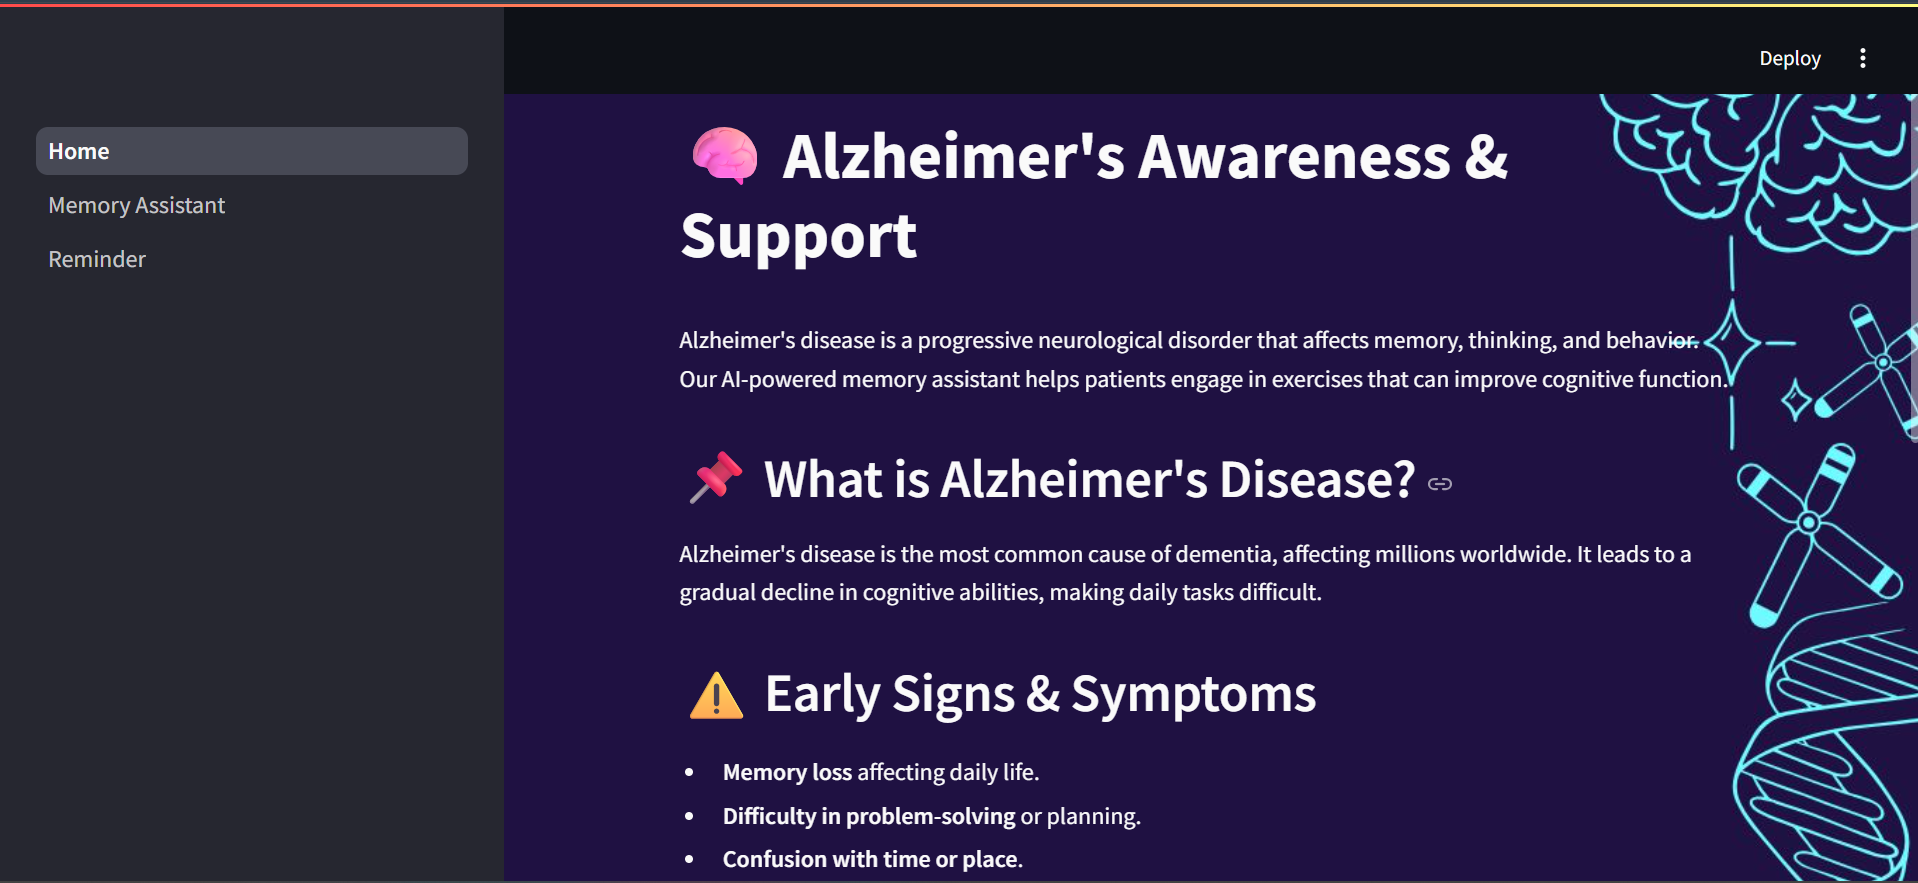 Deploy
Home
Memory Assistant
Reminder
Alzheimer's Awareness &
Support
Alzheimer's disease is a progressive neurological disorder that affects memory, thinking, and behavior.
Our AI-powered memory assistant helps patients engage in exercises that can improve cognitive function.
What is Alzheimer's Disease?
Alzheimer's disease is the most common cause of dementia, affecting millions worldwide. It leads to a
gradual decline in cognitive abilities, making daily tasks difficult.
Early Signs & Symptoms
• Memory loss affecting daily life.
• Difficulty in problem-solving or planning.
• Confusion with time or place.